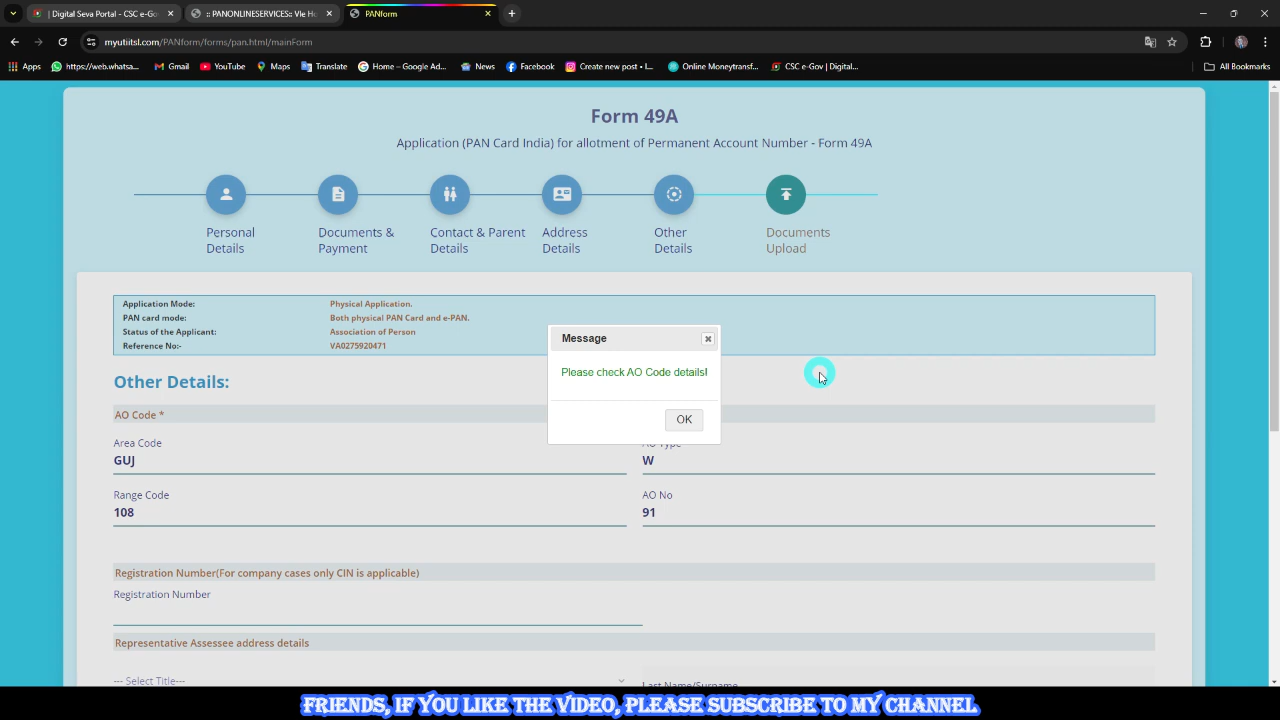 | Digital Seva Portal - CSC e-Go
:: PANONLINESERVICES:: Vle Ho
PANform
myutiitsl.com/PANform/forms/pan.html/mainForm
Apps
https://web.whatsa...
Gmail
YouTube
Maps
Translate
Home – Google Ad...
News
Facebook
Create new post • I...
Online Moneytransf...
CSC e-Gov | Digital...
All Bookmarks
Form 49A
Application (PAN Card India) for allotment of Permanent Account Number - Form 49A
Personal
Details
Documents &
Payment
Contact & Parent
Details
Address
Details
Other
Details
Documents
Upload
Application Mode: Physical Application.
PAN card mode: Both physical PAN Card and e-PAN.
Status of the Applicant: Association of Person
Reference No:- VA0275920471
Message
Please check AO Code details!
OK
Other Details:
AO Code *
Area Code
GUJ
AO Type
W
Range Code
108
AO No
91
Registration Number(For company cases only CIN is applicable)
Registration Number
Representative Assessee address details
--- Select Title---
Last Name/Surname
FRIENDS, IF YOU LIKE THE VIDEO, PLEASE SUBSCRIBE TO MY CHANNEL